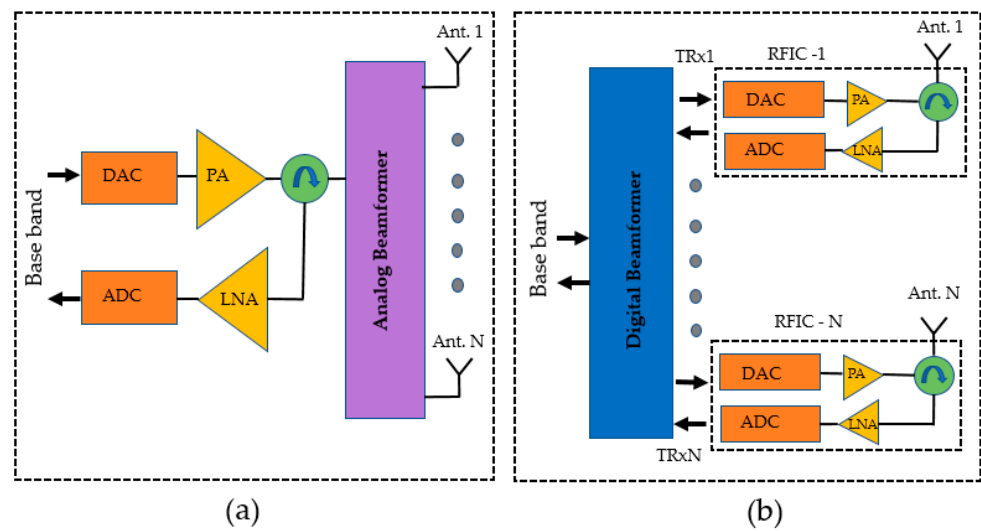 Ant. 1
DAC
PA
Base band
ADC
LNA
Analog Beamformer
Ant. N
(a)
Ant. 1
TRx1
RFIC -1
DAC
PA
ADC
LNA
Base band
Digital Beamformer
Ant. N
RFIC - N
DAC
PA
ADC
LNA
TRxN
(b)